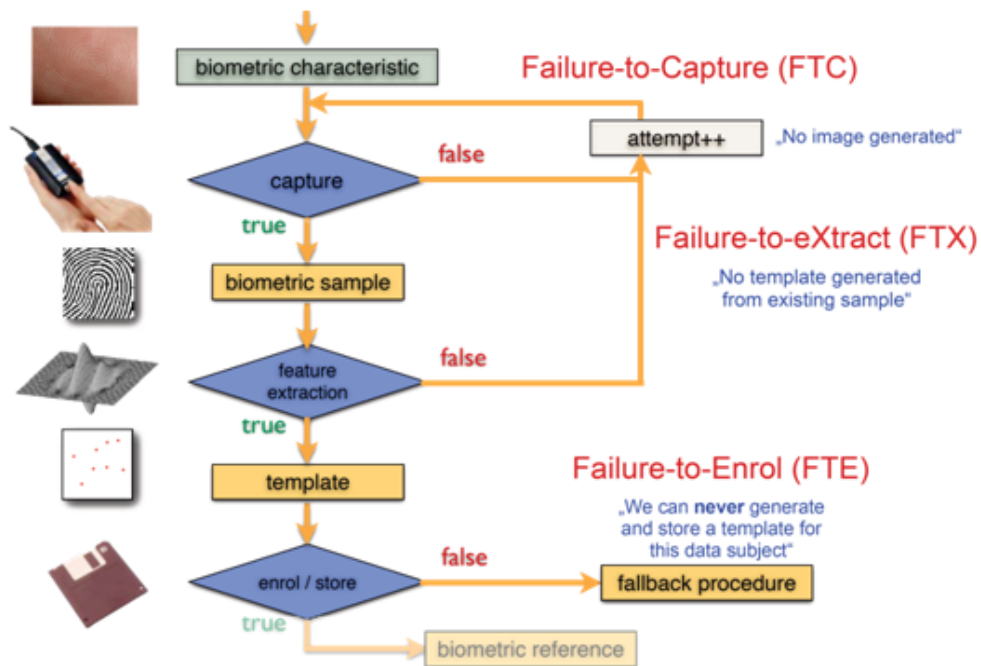 biometric characteristic
Failure-to-Capture (FTC)
attempt++
„No image generated“
false
capture
true
Failure-to-eXtract (FTX)
biometric sample
„No template generated
from existing sample“
false
feature
extraction
true
Failure-to-Enrol (FTE)
template
„We can never generate
and store a template for
this data subject“
false
enrol / store
fallback procedure
true
biometric reference